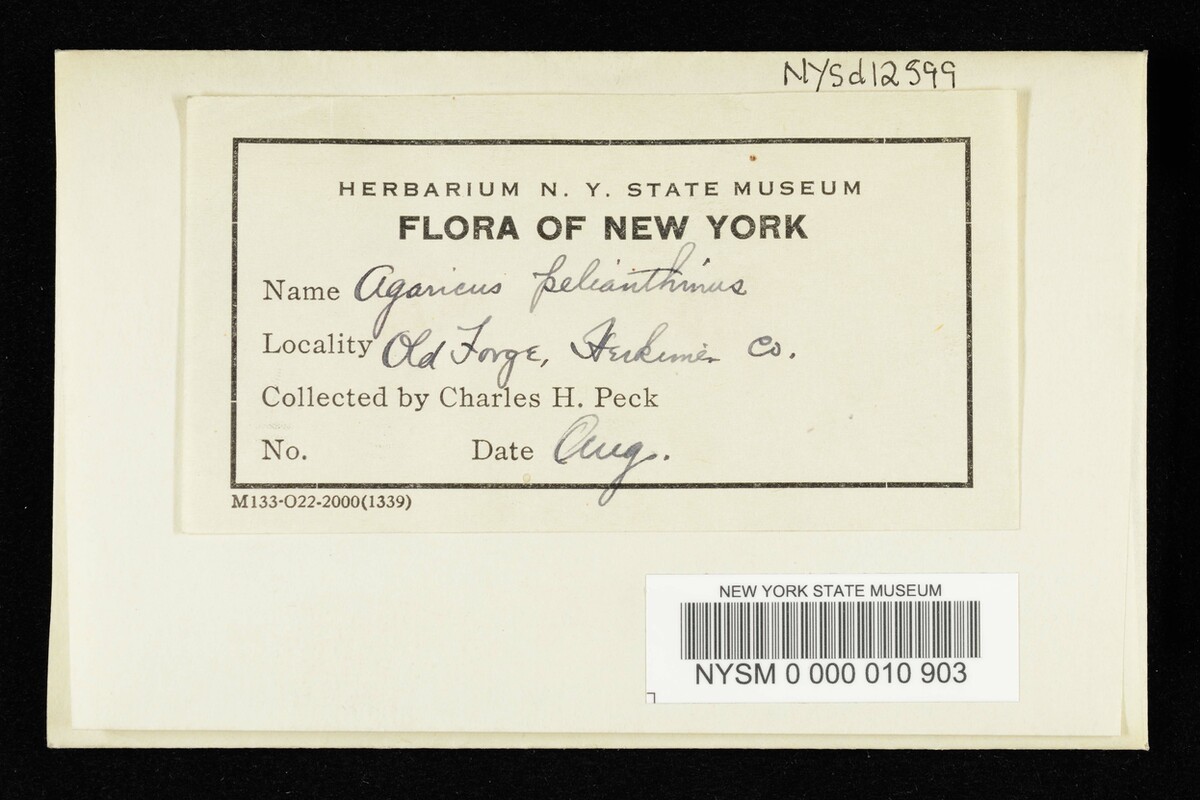 NYSd12599
HERBARIUM N. Y. STATE MUSEUM
FLORA OF NEW YORK
Name Agaricus pelianthinus
Locality Old Forge, Herkimer Co.
Collected by Charles H. Peck
No. Date Aug.
M133-O22-2000(1339)
NEW YORK STATE MUSEUM
NYSM 0 000 010 903